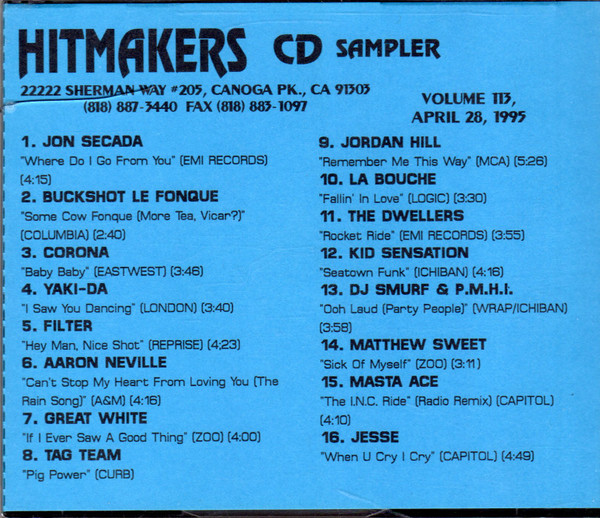 HITMAKERS CD SAMPLER
22222 SHERMAN WAY #205, CANOGA PK., CA 91303
(818) 887-3440 FAX (818) 883-1097
VOLUME 113,
APRIL 28, 1995
1. JON SECADA
"Where Do I Go From You" (EMI RECORDS)
(4:15)
2. BUCKSHOT LE FONQUE
"Some Cow Fonque (More Tea, Vicar?)"
(COLUMBIA) (2:40)
3. CORONA
"Baby Baby" (EASTWEST) (3:46)
4. YAKI-DA
"I Saw You Dancing" (LONDON) (3:40)
5. FILTER
"Hey Man, Nice Shot" (REPRISE) (4;23)
6. AARON NEVILLE
"Can't Stop My Heart From Loving You (The
Rain Song)" (A&M) (4:16)
7. GREAT WHITE
"If I Ever Saw A Good Thing" (ZOO) (4:00)
8. TAG TEAM
"Pig Power" (CURB)
9. JORDAN HILL
"Remember Me This Way" (MCA) (5:26)
10. LA BOUCHE
"Fallin' In Love" (LOGIC) (3:30)
11. THE DWELLERS
"Rocket Ride" (EMI RECORDS) (3:55)
12. KID SENSATION
"Seatown Funk" (ICHIBAN) (4:16)
13. DJ SMURF & P.M.H.I.
"Ooh Laud (Party People)" (WRAP/ICHIBAN)
(3:58)
14. MATTHEW SWEET
"Sick Of Myself" (ZOO) (3:11)
15. MASTA ACE
"The I.N.C. Ride" (Radio Remix) (CAPITOL)
(4:10)
16. JESSE
"When U Cry I Cry" (CAPITOL) (4:49)